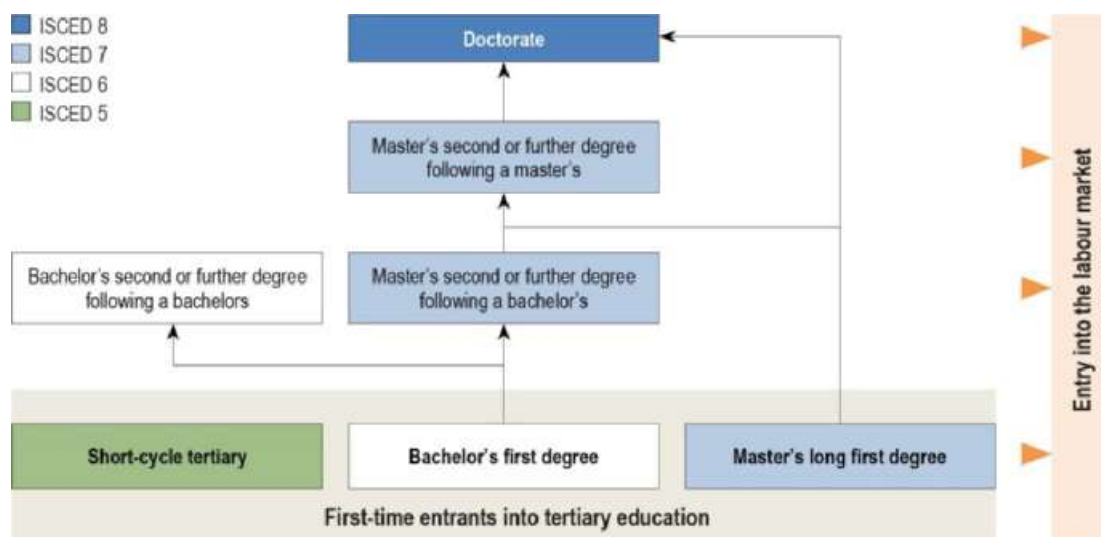 ISCED 8
ISCED 7
ISCED 6
ISCED 5
Doctorate
Master's second or further degree
following a master's
Bachelor's second or further degree
following a bachelors
Master's second or further degree
following a bachelor's
Short-cycle tertiary
Bachelor's first degree
Master's long first degree
First-time entrants into tertiary education
Entry into the labour market